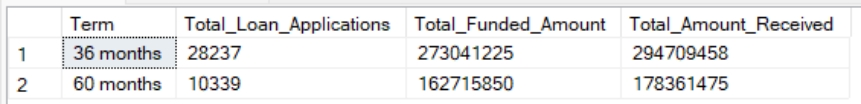 Term Total_Loan_Applications Total_Funded_Amount Total_Amount_Received
1 36 months 28237 273041225 294709458
2 60 months 10339 162715850 178361475